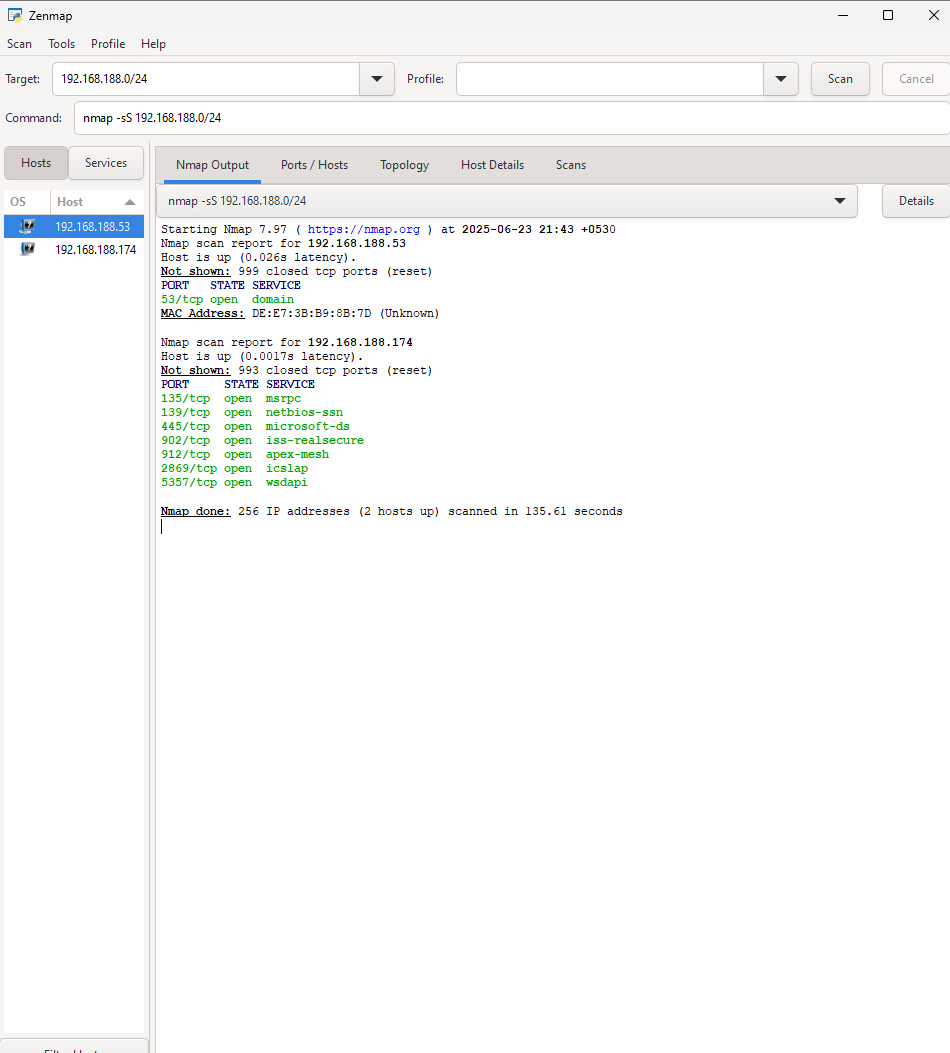 Zenmap
Scan Tools Profile Help
Target: 192.168.188.0/24 Profile: Scan Cancel
Command: nmap -sS 192.168.188.0/24
Hosts Services
Nmap Output Ports / Hosts Topology Host Details Scans
OS Host
nmap -sS 192.168.188.0/24 Details
192.168.188.53
192.168.188.174
Starting Nmap 7.97 ( https://nmap.org ) at 2025-06-23 21:43 +0530
Nmap scan report for 192.168.188.53
Host is up (0.026s latency).
Not shown: 999 closed tcp ports (reset)
PORT STATE SERVICE
53/tcp open domain
MAC Address: DE:E7:3B:B9:8B:7D (Unknown)
Nmap scan report for 192.168.188.174
Host is up (0.0017s latency).
Not shown: 993 closed tcp ports (reset)
PORT STATE SERVICE
135/tcp open msrpc
139/tcp open netbios-ssn
445/tcp open microsoft-ds
902/tcp open iss-realsecure
912/tcp open apex-mesh
2869/tcp open icslap
5357/tcp open wsdapi
Nmap done: 256 IP addresses (2 hosts up) scanned in 135.61 seconds